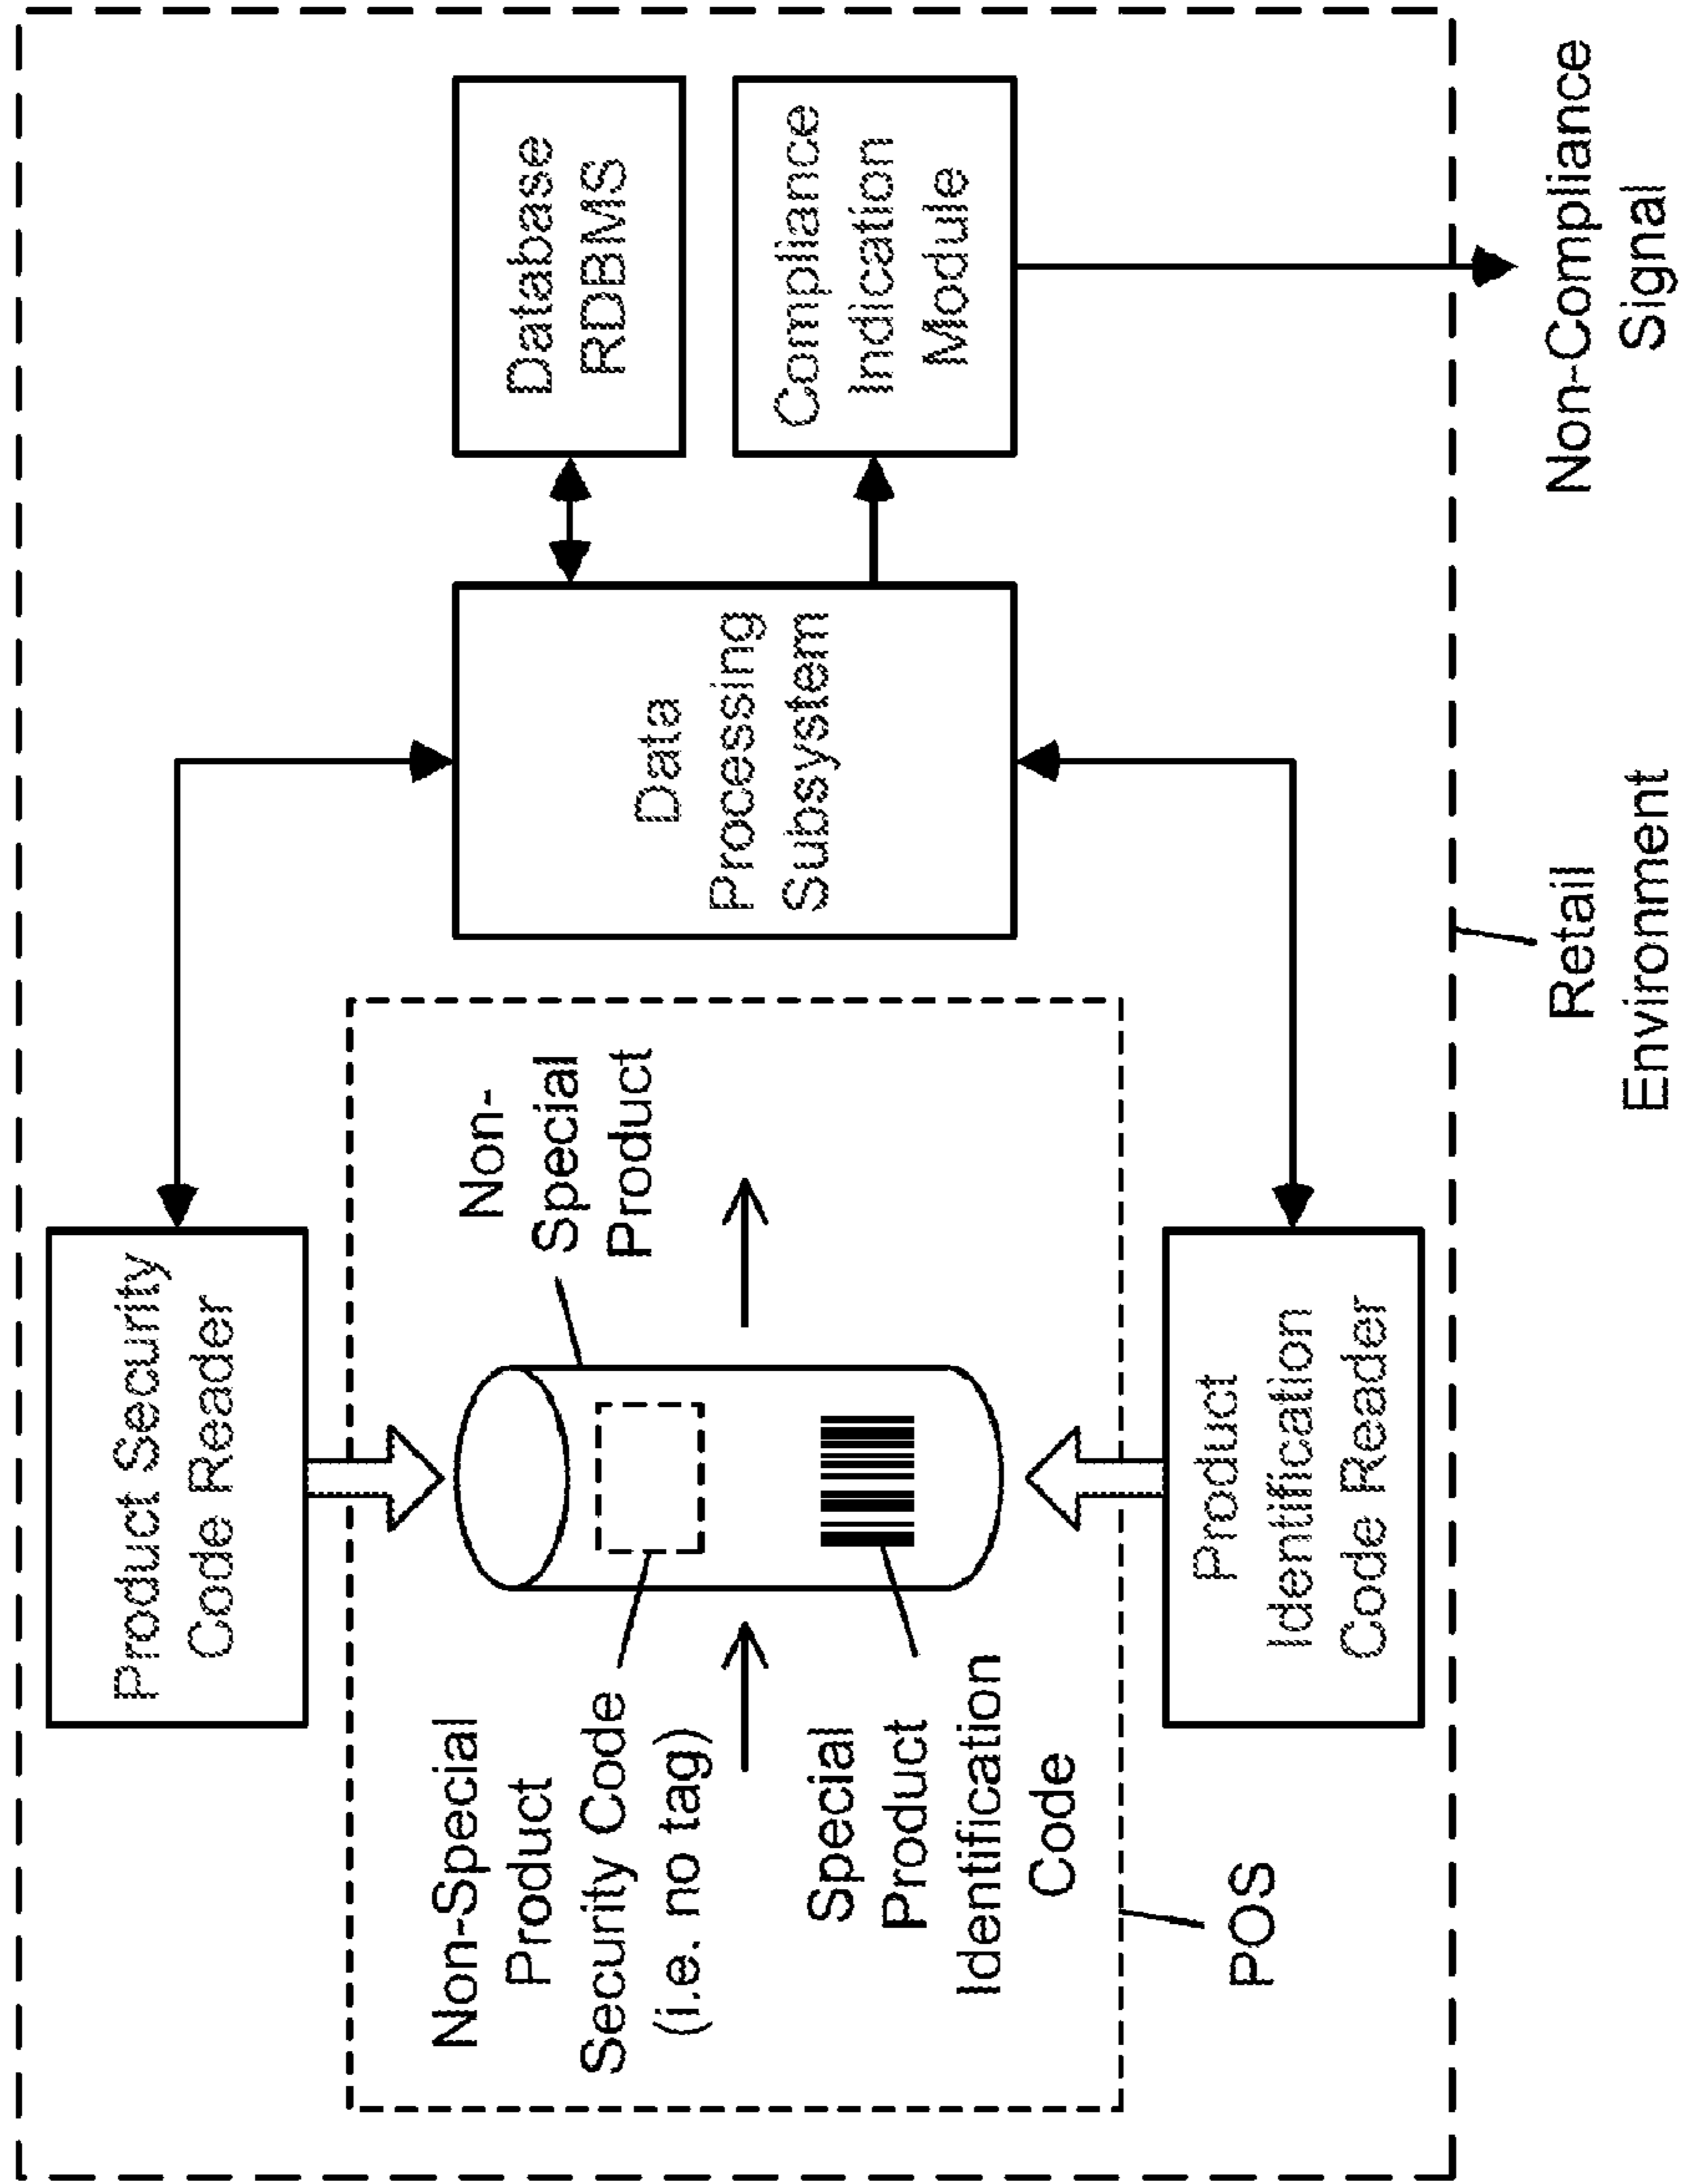 Product Security
Code Reader
Non-Special
Product
Security Code
(i.e. no tag)
Non-
Special
Product
Special
Product
Identification
Code
POS
Product
Identification
Code Reader
Data
Processing
Subsystem
Database
RDBMS
Compliance
Indication
Module
Retail
Environment
Non-Compliance
Signal